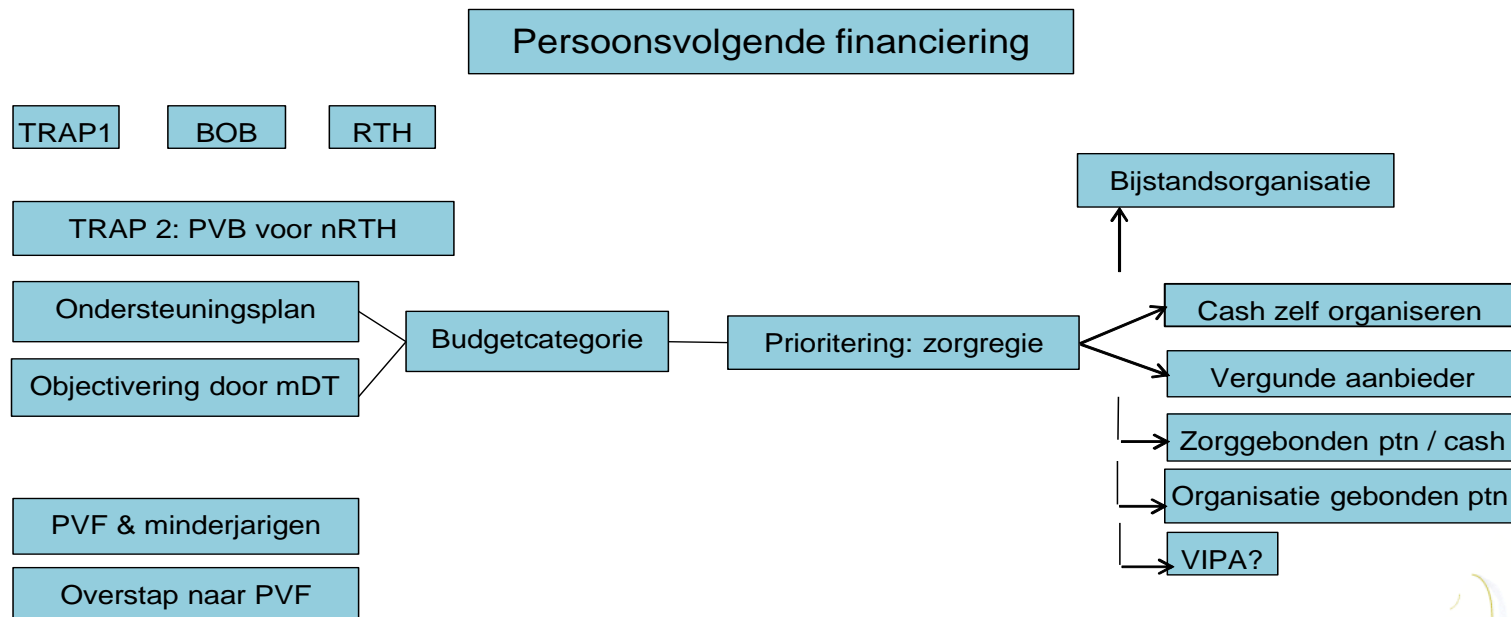 Persoonsvolgende financiering
TRAP1
BOB
RTH
Bijstandsorganisatie
TRAP 2: PVB voor nRTH
Ondersteuningsplan
Budgetcategorie
Prioritering: zorgregie
Cash zelf organiseren
Objectivering door mDT
Vergunde aanbieder
Zorggebonden ptn / cash
Organisatie gebonden ptn
PVF & minderjarigen
VIPA?
Overstap naar PVF